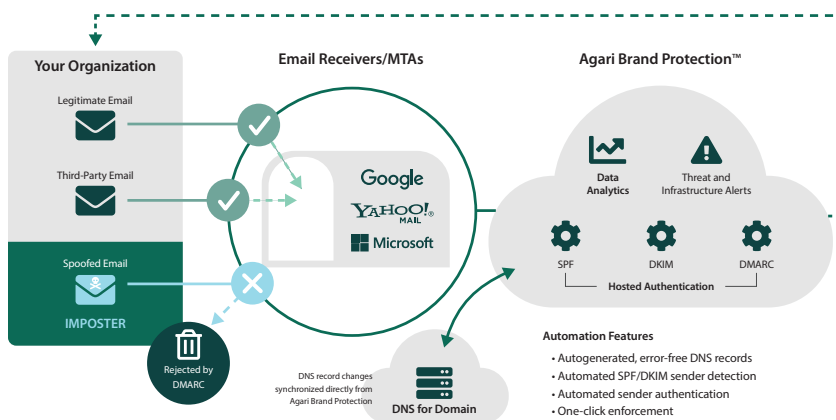 Your Organization
Legitimate Email
Third-Party Email
Spoofed Email
IMPOSTER
Rejected by
DMARC
Email Receivers/MTAs
Google
YAHOO!®
MAIL
Microsoft
DNS record changes
synchronized directly from
Agari Brand Protection
DNS for Domain
Agari Brand Protection™
Data
Analytics
Threat and
Infrastructure Alerts
SPF
DKIM
DMARC
Hosted Authentication
Automation Features
• Autogenerated, error-free DNS records
• Automated SPF/DKIM sender detection
• Automated sender authentication
• One-click enforcement